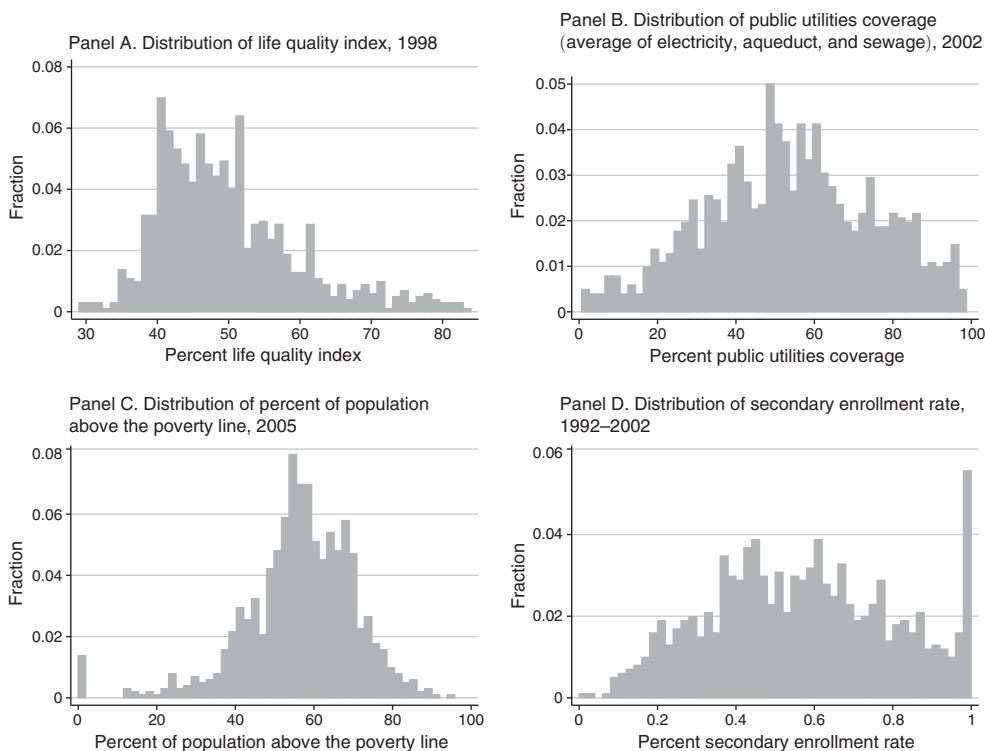 Panel A. Distribution of life quality index, 1998
0.08
0.06
0.04
0.02
0
Fraction
30 40 50 60 70 80
Percent life quality index
Panel B. Distribution of public utilities coverage
(average of electricity, aqueduct, and sewage), 2002
0.05
0.04
0.03
0.02
0.01
0
Fraction
0 20 40 60 80 100
Percent public utilities coverage
Panel C. Distribution of percent of population
above the poverty line, 2005
0.08
0.06
0.04
0.02
0
Fraction
0 20 40 60 80 100
Percent of population above the poverty line
Panel D. Distribution of secondary enrollment rate,
1992–2002
0.06
0.04
0.02
0
Fraction
0 0.2 0.4 0.6 0.8 1
Percent secondary enrollment rate